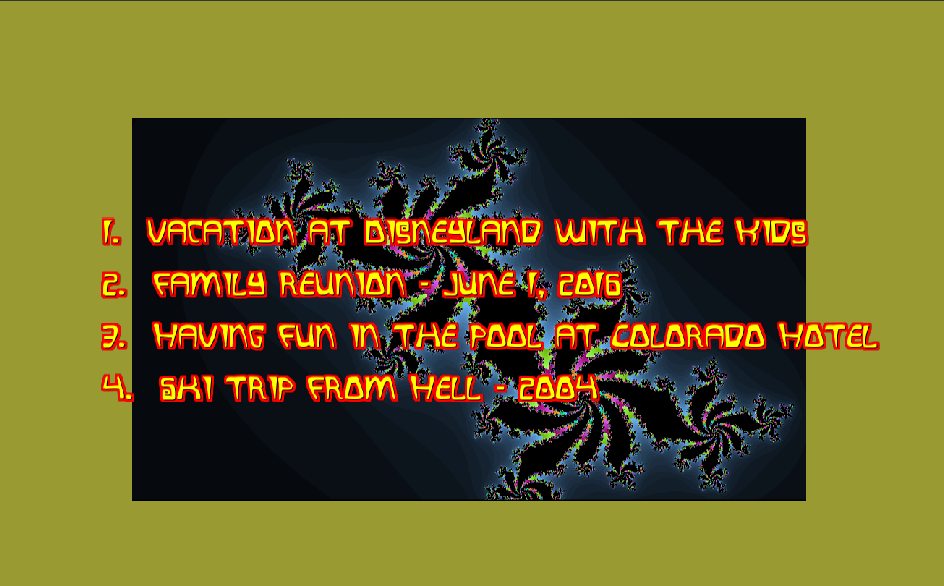 1. VACATION AT DISNEYLAND WITH THE KIDS
2. FAMILY REUNION - JUNE 1, 2016
3. HAVING FUN IN THE POOL AT COLORADO HOTEL
4. SKI TRIP FROM HELL - 2004